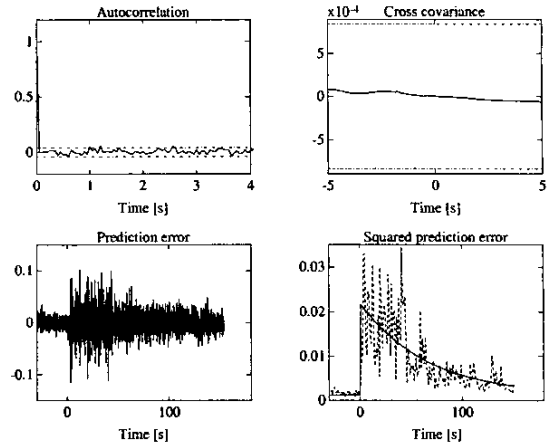 Autocorrelation
1
0.5
0
0 1 2 3 4
Time [s]
×10⁻⁴ Cross covariance
5
0
-5
-5 0 5
Time [s]
Prediction error
0.1
0
-0.1
0 100
Time [s]
Squared prediction error
0.03
0.02
0.01
0
0 100
Time [s]